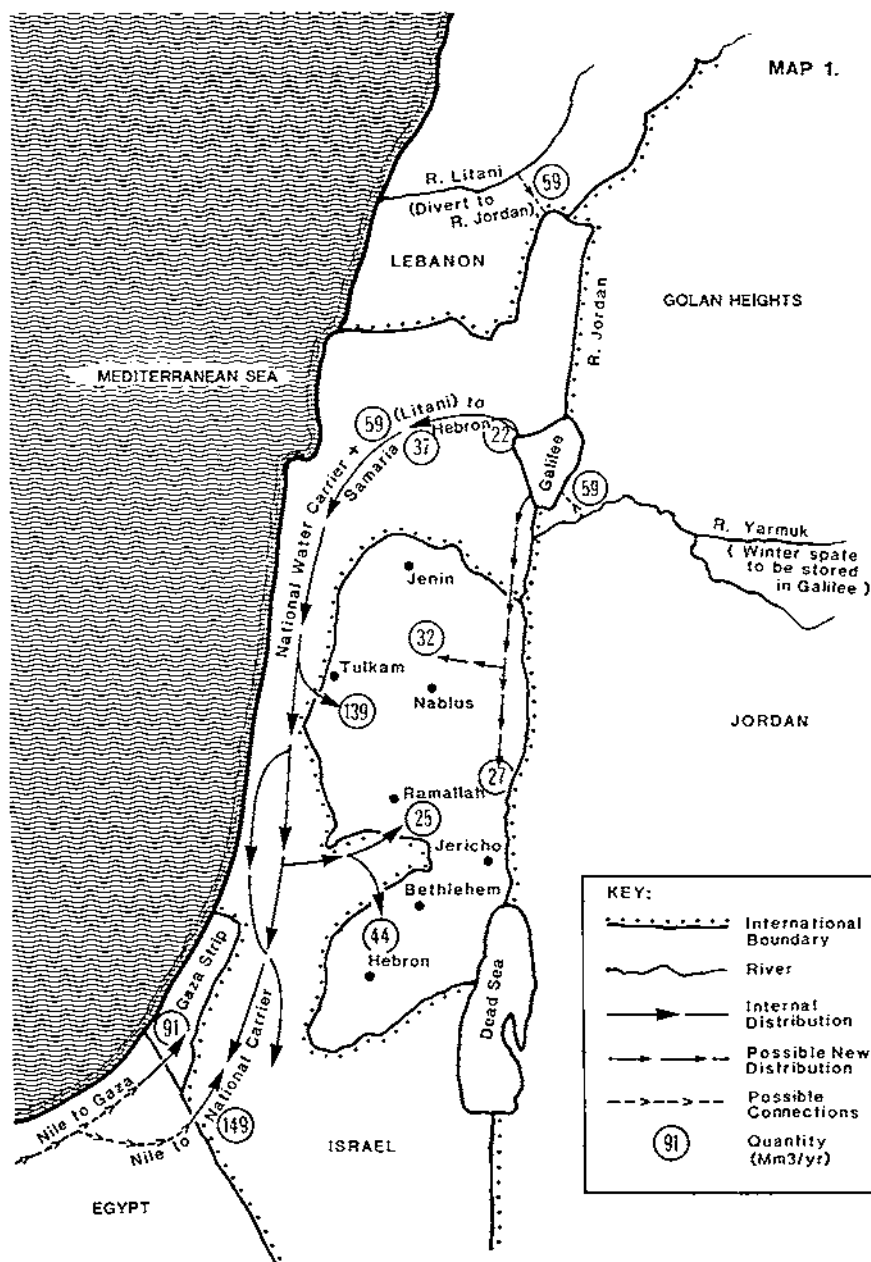 MAP 1.
R. Litani
59
(Divert to
R. Jordan)
LEBANON
GOLAN HEIGHTS
R. Jordan
MEDITERRANEAN SEA
59
(Litani) to
Hebron
22
37
Samaria
National Water Carrier +
Galilee
59
R. Yarmuk
( Winter spate
to be stored
in Galilee )
Jenin
32
Tulkam
Nablus
139
JORDAN
27
Ramallah
25
Jericho
Bethlehem
44
Hebron
Dead Sea
Gaza Strip
91
Nile to Gaza
Nile to National Carrier
149
ISRAEL
EGYPT
KEY:
International
Boundary
River
Internal
Distribution
Possible New
Distribution
Possible
Connections
91
Quantity
(Mm3/yr)